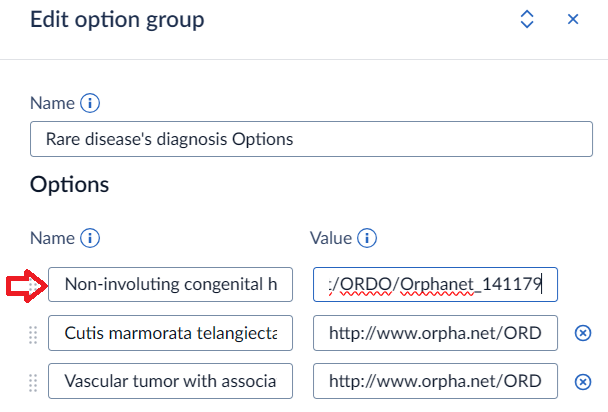 Edit option group
Name
Rare disease's diagnosis Options
Options
Name Value
Non-involuting congenital h :/ORDO/Orphanet_141179
Cutis marmorata telangiecta http://www.orpha.net/ORD
Vascular tumor with associa http://www.orpha.net/ORD